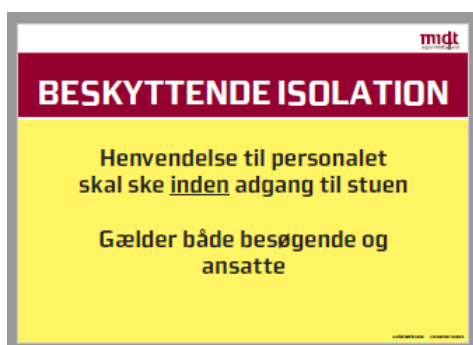 midt
BESKYTTENDE ISOLATION
Henvendelse til personalet
skal ske inden adgang til stuen
Gælder både besøgende og
ansatte